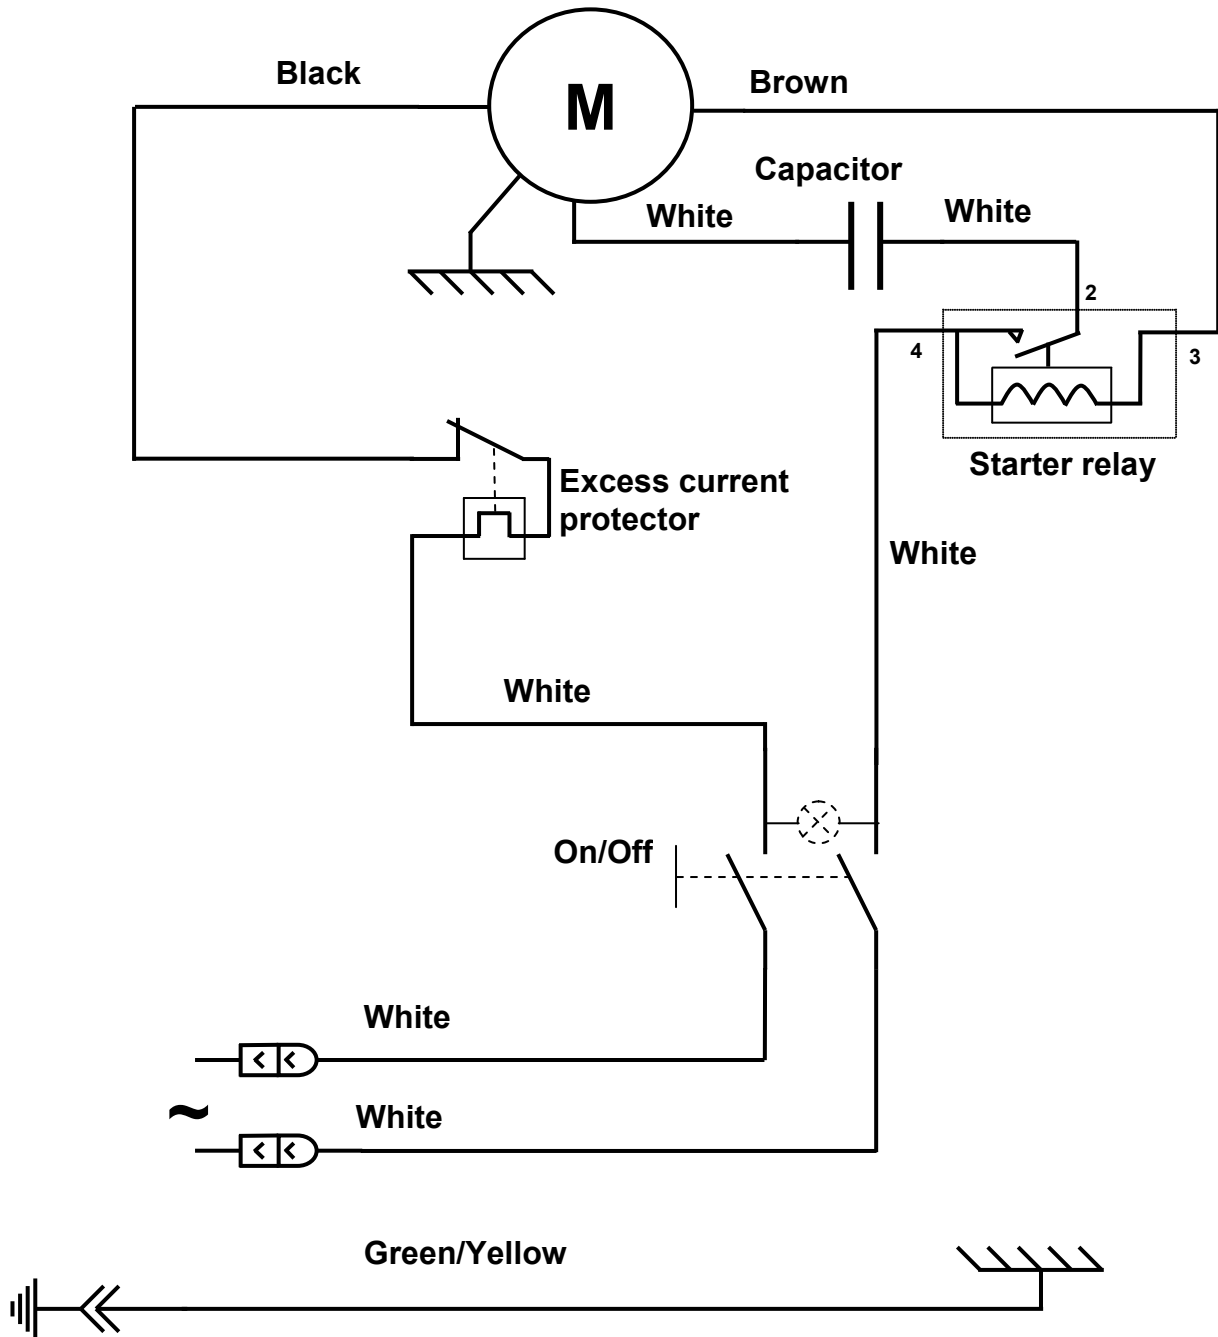 Black
M
Brown
Capacitor
White
White
2
4
3
Starter relay
Excess current
protector
White
White
On/Off
White
~
White
Green/Yellow